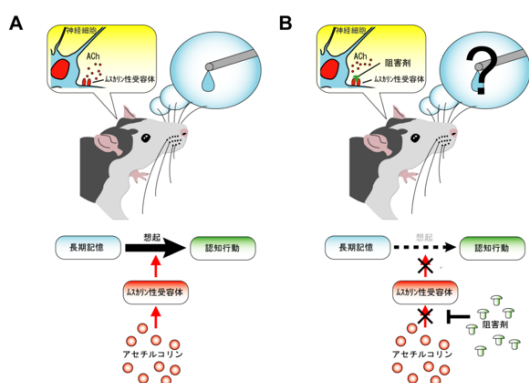 A
神経細胞
ACh
ムスカリン性受容体
長期記憶
想起
認知行動
ムスカリン性受容体
アセチルコリン
B
神経細胞
ACh
阻害剤
ムスカリン性受容体
?
長期記憶
想起
認知行動
ムスカリン性受容体
アセチルコリン
阻害剤